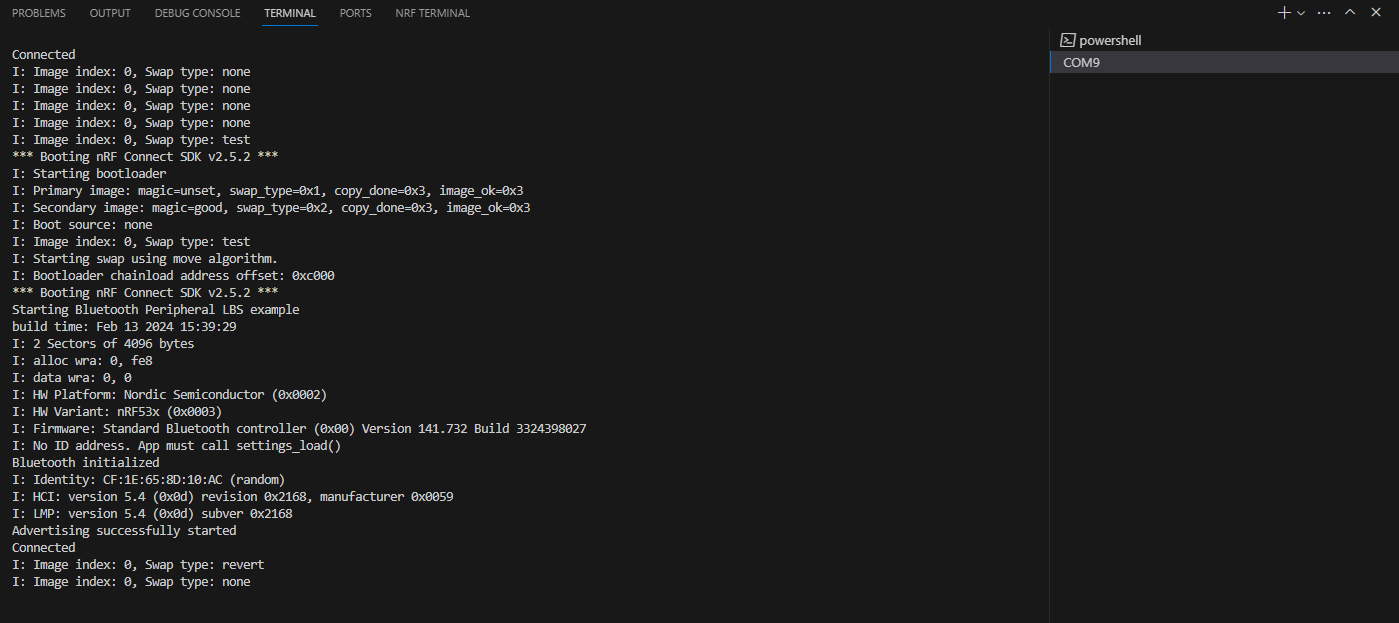 PROBLEMS OUTPUT DEBUG CONSOLE TERMINAL PORTS NRF TERMINAL
powershell
COM9
Connected
I: Image index: 0, Swap type: none
I: Image index: 0, Swap type: none
I: Image index: 0, Swap type: none
I: Image index: 0, Swap type: none
I: Image index: 0, Swap type: test
*** Booting nRF Connect SDK v2.5.2 ***
I: Starting bootloader
I: Primary image: magic=unset, swap_type=0x1, copy_done=0x3, image_ok=0x3
I: Secondary image: magic=good, swap_type=0x2, copy_done=0x3, image_ok=0x3
I: Boot source: none
I: Image index: 0, Swap type: test
I: Starting swap using move algorithm.
I: Bootloader chainload address offset: 0xc000
*** Booting nRF Connect SDK v2.5.2 ***
Starting Bluetooth Peripheral LBS example
build time: Feb 13 2024 15:39:29
I: 2 Sectors of 4096 bytes
I: alloc wra: 0, fe8
I: data wra: 0, 0
I: HW Platform: Nordic Semiconductor (0x0002)
I: HW Variant: nRF53x (0x0003)
I: Firmware: Standard Bluetooth controller (0x00) Version 141.732 Build 3324398027
I: No ID address. App must call settings_load()
Bluetooth initialized
I: Identity: CF:1E:65:8D:10:AC (random)
I: HCI: version 5.4 (0x0d) revision 0x2168, manufacturer 0x0059
I: LMP: version 5.4 (0x0d) subver 0x2168
Advertising successfully started
Connected
I: Image index: 0, Swap type: revert
I: Image index: 0, Swap type: none